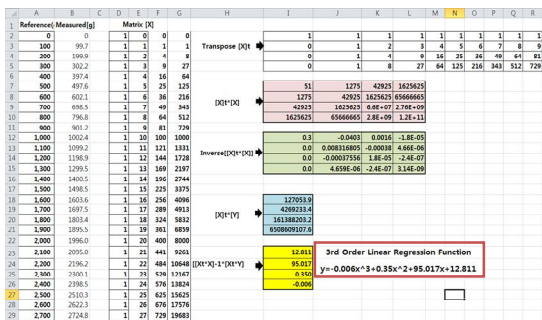 A B C D E F G H I J K L M N O P Q R
1 Reference(- Measured[g] Matrix [X]
2 0 0 1 0 0 0 1 1 1 1 1 1 1 1 1 1
3 100 99.7 1 1 1 1 Transpose [X]t 0 1 2 3 4 5 6 7 8 9
4 200 199.9 1 2 4 8 0 1 4 9 16 25 36 49 64 81
5 300 302.2 1 3 9 27 0 1 8 27 64 125 216 343 512 729
6 400 397.4 1 4 16 64
7 500 497.6 1 5 25 125 51 1275 42925 1625625
8 600 602.1 1 6 36 216 [X]t*[X] 1275 42925 1625625 65666665
9 700 698.5 1 7 49 343 42925 1625625 6.6E+07 2.76E+09
10 800 796.8 1 8 64 512 1625625 65666665 2.8E+09 1.2E+11
11 900 901.2 1 9 81 729
12 1,000 1002.4 1 10 100 1000 0.3 -0.0403 0.0016 -1.8E-05
13 1,100 1099.2 1 11 121 1331 Inverse[[X]t*[X]] 0.0 0.008316805 -0.00038 4.66E-06
14 1,200 1198.9 1 12 144 1728 0.0 -0.00037556 1.8E-05 -2.4E-07
15 1,300 1299.5 1 13 169 2197 0.0 4.659E-06 -2.4E-07 3.14E-09
16 1,400 1400.5 1 14 196 2744
17 1,500 1498.5 1 15 225 3375
18 1,600 1603.6 1 16 256 4096 127053.9
19 1,700 1697.5 1 17 289 4913 [X]t*[Y] 4269233.4
20 1,800 1803.4 1 18 324 5832 161388203.2
21 1,900 1895.5 1 19 361 6859 6508609107.6
22 2,000 1996.0 1 20 400 8000
23 2,100 2095.0 1 21 441 9261 12.811 3rd Order Linear Regression Function
24 2,200 2196.2 1 22 484 10648 [[Xt*X]-1*[Xt*Y] 95.017 y=-0.006x^3+0.35x^2+95.017x+12.811
25 2,300 2300.1 1 23 529 12167 0.350
26 2,400 2398.5 1 24 576 13824 -0.006
27 2,500 2510.3 1 25 625 15625
28 2,600 2622.3 1 26 676 17576
29 2,700 2724.8 1 27 729 19683